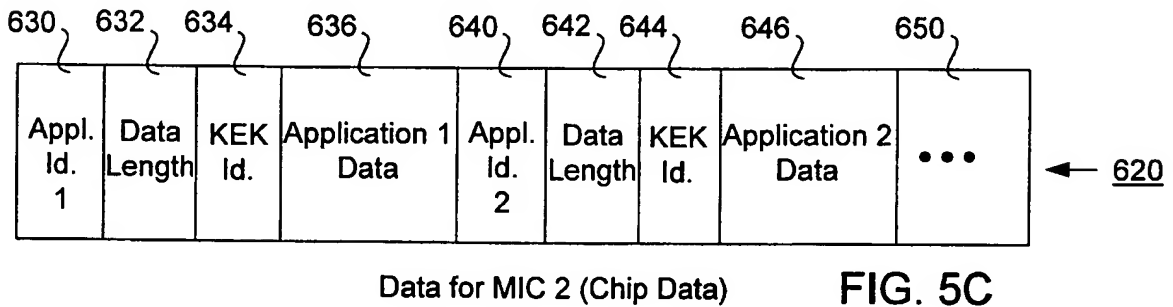 630 632 634 636 640 642 644 646 650
Appl. Id. 1
Data Length
KEK Id.
Application 1 Data
Appl. Id. 2
Data Length
KEK Id.
Application 2 Data
•••
620
Data for MIC 2 (Chip Data)
FIG. 5C